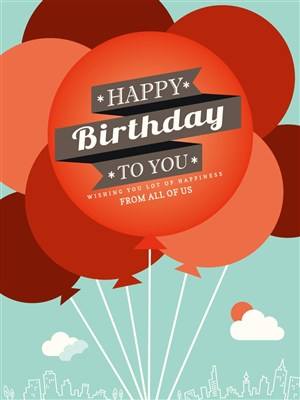 *HAPPY*
Birthday
*TO YOU*
WISHING YOU LOT OF HAPPINESS
FROM ALL OF US